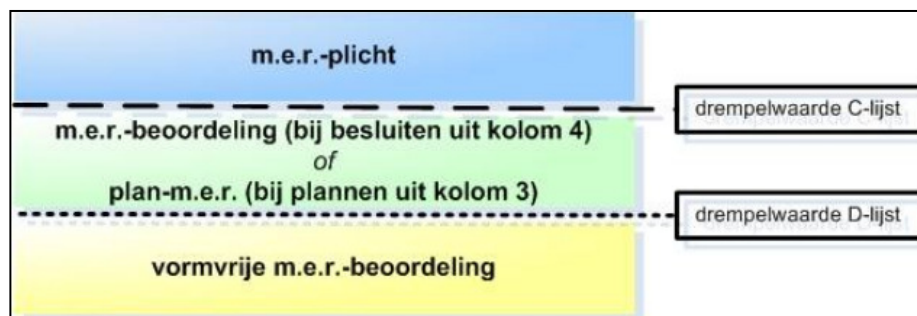 m.e.r.-plicht
drempelwaarde C-lijst
m.e.r.-beoordeling (bij besluiten uit kolom 4)
of
plan-m.e.r. (bij plannen uit kolom 3)
drempelwaarde D-lijst
vormvrije m.e.r.-beoordeling